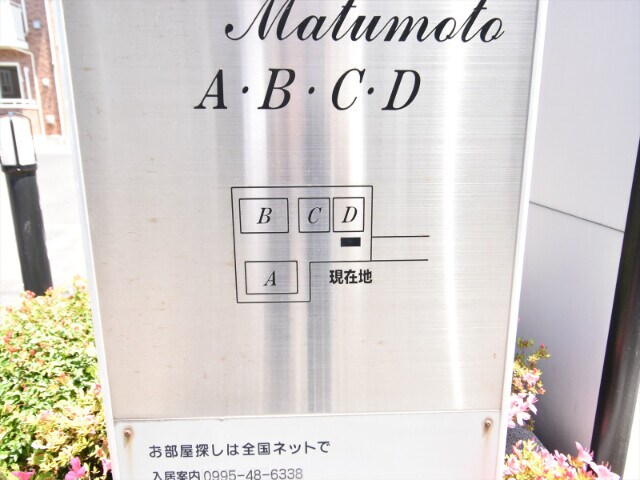 Matumoto
A・B・C・D
B C D
A 現在地
お部屋探しは全国ネットで
入居案内 0995-48-6338